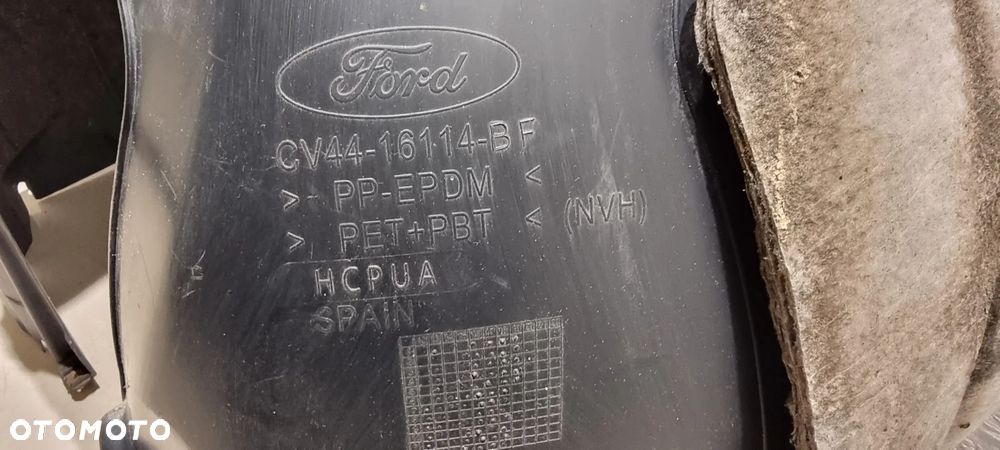 Ford
CV44-16114-BF
> PP-EPDM <
> PET+PBT < (NVH)
HCPUA
SPAIN
OTOMOTO